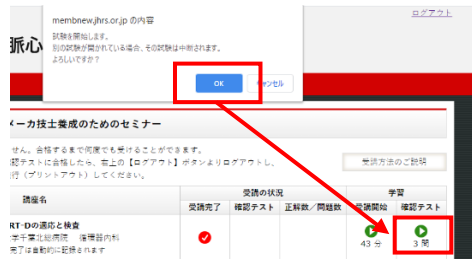 ログアウト
membnew.jhrs.or.jp の内容
試験を開始します。
別の試験が開かれている場合、その試験は
中断されます。
よろしいですか？
脈心
OK
キャンセル
メーカ技士養成のためのセミナー
せん。合格するまで何度でも受けることができます。
認テストに合格したら、右上の【ログアウト】ボタンよりログアウトし、
行（プリントアウト）してください。
受講方法のご説明
講座名
受講の状況
学習
受講完了
確認テスト
正解数／問題数
受講開始
確認テスト
RT-Dの適応と検査
学千葉北総病院 循環器内科
完了は自動的に記録されます
43 分
3 問